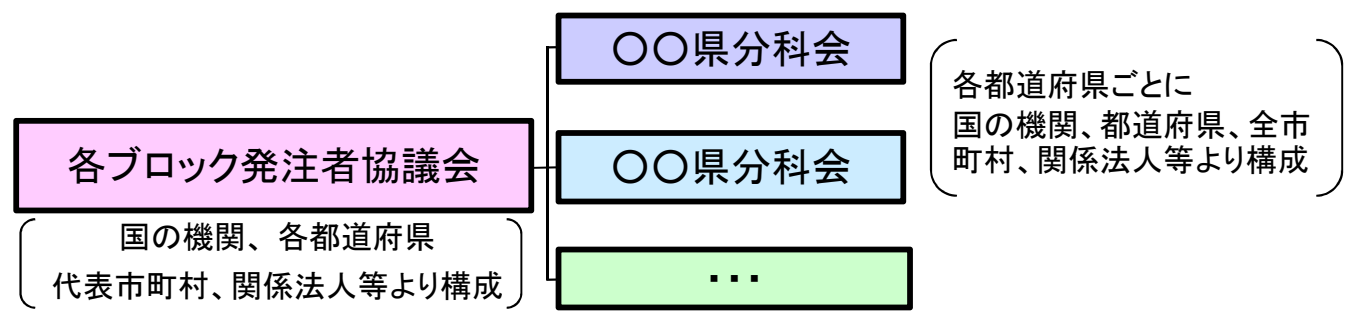 〇〇県分科会
各都道府県ごとに
国の機関、都道府県、全市
町村、関係法人等より構成
各ブロック発注者協議会
〇〇県分科会
国の機関、各都道府県
代表市町村、関係法人等より構成
・・・